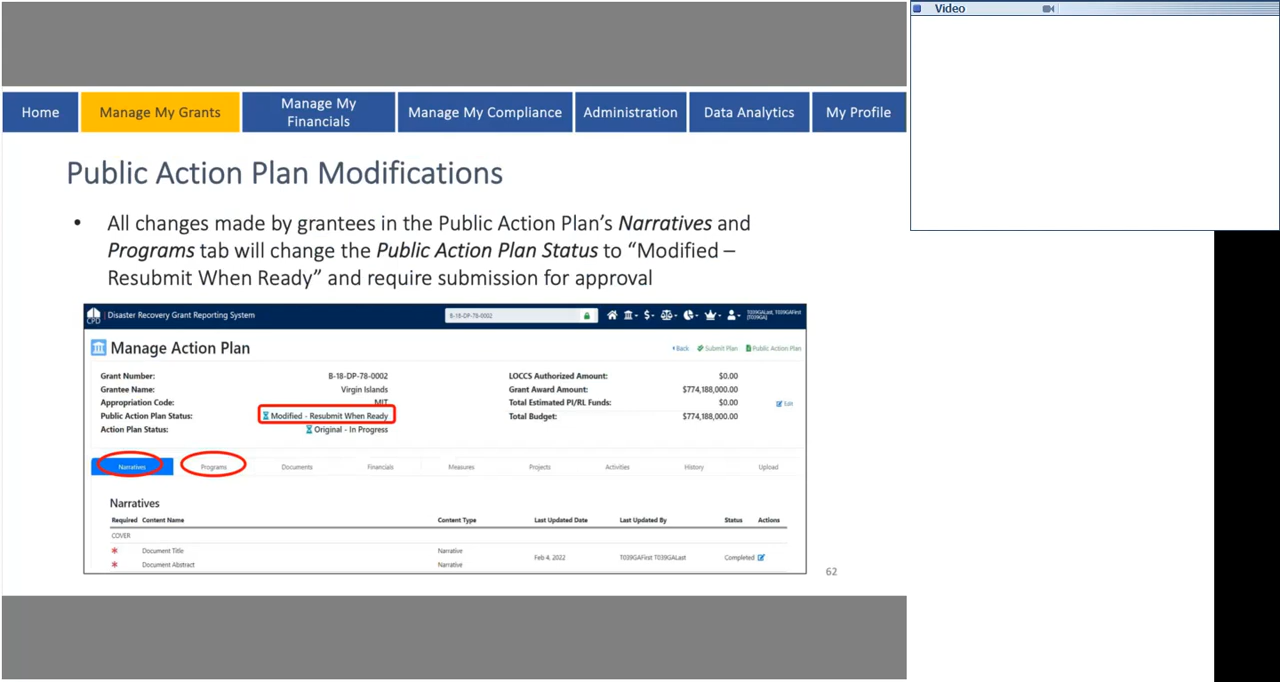 Video
Home
Manage My Grants
Manage My
Financials
Manage My Compliance
Administration
Data Analytics
My Profile
Public Action Plan Modifications
• All changes made by grantees in the Public Action Plan’s Narratives and
Programs tab will change the Public Action Plan Status to “Modified –
Resubmit When Ready” and require submission for approval
CPD
Disaster Recovery Grant Reporting System
B-18-DP-78-0002
T039GALast, T039GAFirst
[T039GA]
Manage Action Plan
Back
Submit Plan
Public Action Plan
Grant Number: B-18-DP-78-0002
Grantee Name: Virgin Islands
Appropriation Code: MIT
Public Action Plan Status: Modified - Resubmit When Ready
Action Plan Status: Original - In Progress
LOCCS Authorized Amount: $0.00
Grant Award Amount: $774,188,000.00
Total Estimated PI/RL Funds: $0.00
Edit
Total Budget: $774,188,000.00
Narratives Programs Documents Financials Measures Projects Activities History Upload
Narratives
Required Content Name Content Type Last Updated Date Last Updated By Status Actions
COVER
* Document Title Narrative
Feb 4, 2022 T039GAFirst T039GALast Completed
* Document Abstract Narrative
62